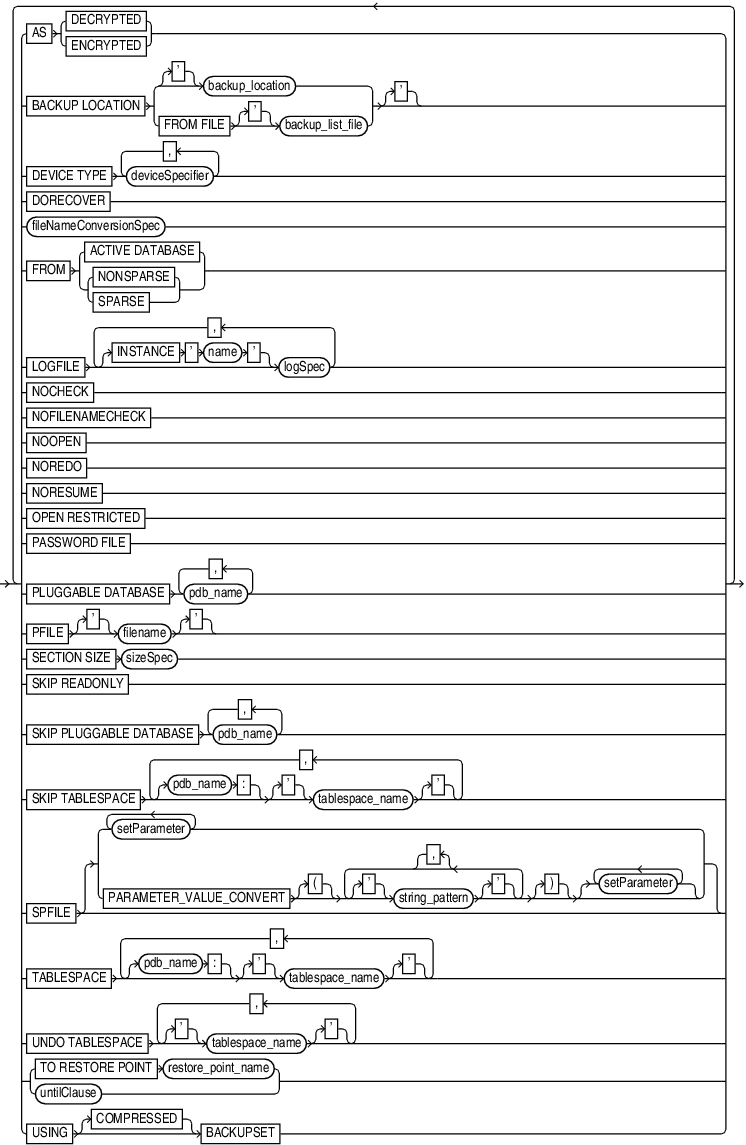 DECRYPTED
AS
ENCRYPTED
'
backup_location '
BACKUP LOCATION
'
FROM FILE backup_list_file
,
DEVICE TYPE deviceSpecifier
DORECOVER
fileNameConversionSpec
ACTIVE DATABASE
FROM
NONSPARSE
SPARSE
,
INSTANCE ' name '
LOGFILE logSpec
NOCHECK
NOFILENAMECHECK
NOOPEN
NOREDO
NORESUME
OPEN RESTRICTED
PASSWORD FILE
,
PLUGGABLE DATABASE pdb_name
' '
PFILE filename
SECTION SIZE sizeSpec
SKIP READONLY
,
SKIP PLUGGABLE DATABASE pdb_name
,
pdb_name : ' '
SKIP TABLESPACE tablespace_name
setParameter
,
( ' ' ) setParameter
PARAMETER_VALUE_CONVERT string_pattern
SPFILE
,
pdb_name : ' '
TABLESPACE tablespace_name
,
' '
UNDO TABLESPACE tablespace_name
TO RESTORE POINT restore_point_name
untilClause
COMPRESSED
USING BACKUPSET